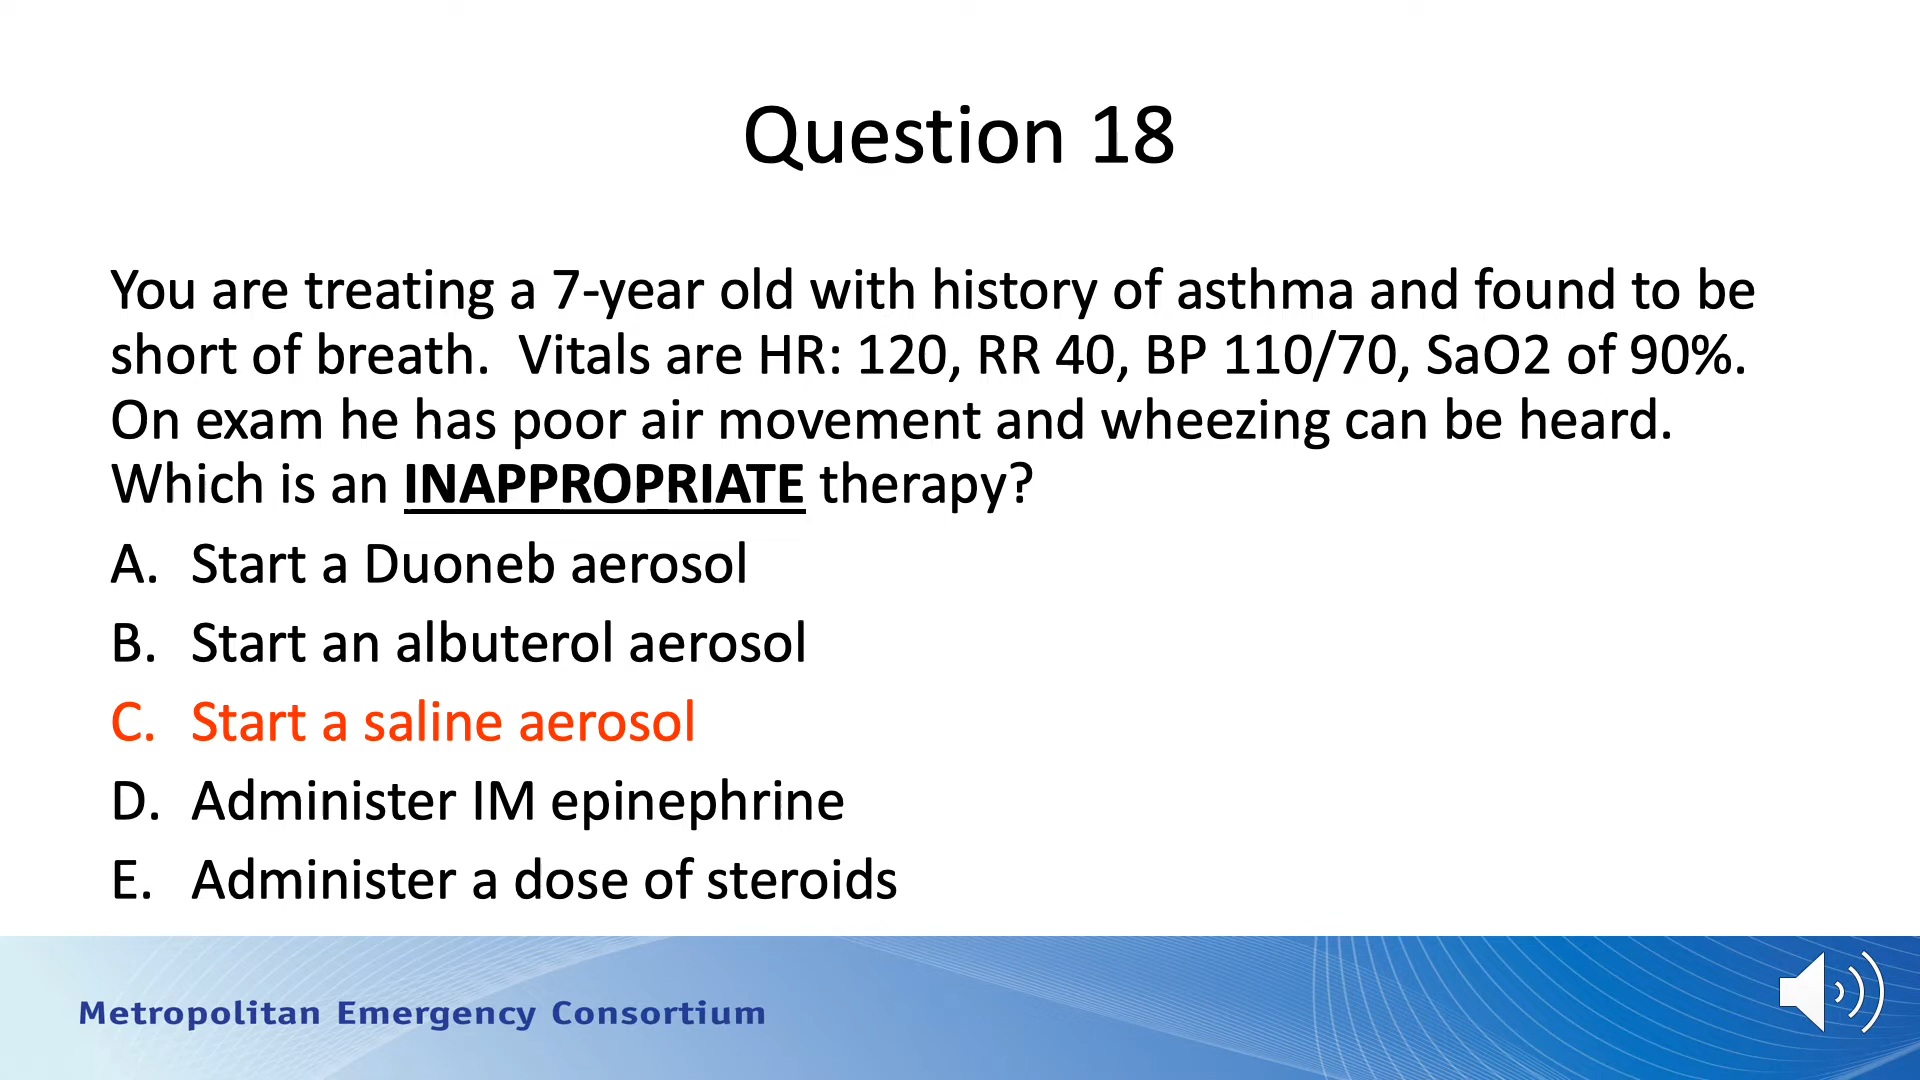 Question 18
You are treating a 7-year old with history of asthma and found to be
short of breath.  Vitals are HR: 120, RR 40, BP 110/70, SaO2 of 90%.
On exam he has poor air movement and wheezing can be heard.
Which is an INAPPROPRIATE therapy?
A. Start a Duoneb aerosol
B. Start an albuterol aerosol
C. Start a saline aerosol
D. Administer IM epinephrine
E. Administer a dose of steroids
Metropolitan Emergency Consortium